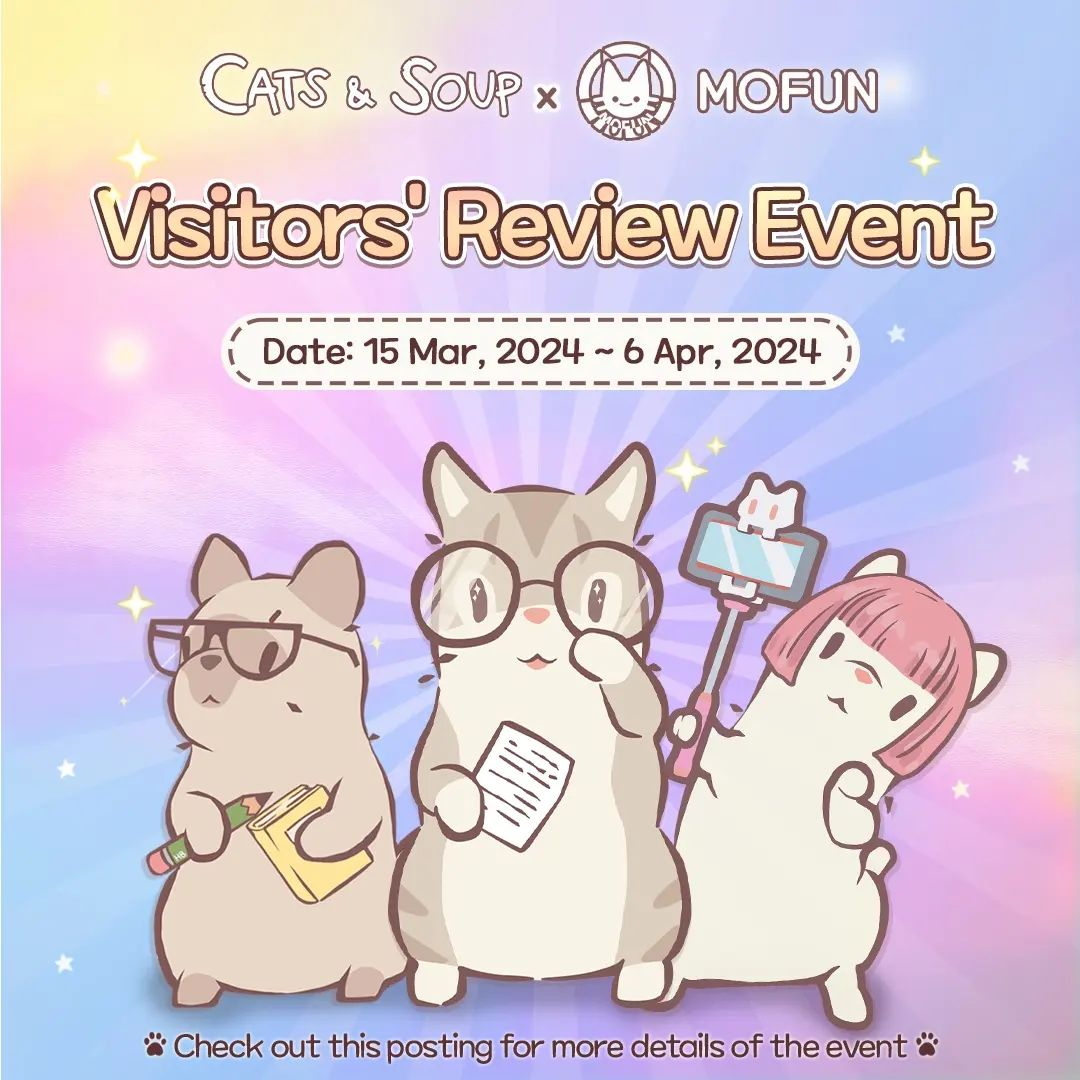 CATS & SOUP x MOFUN MOFUN
Visitors' Review Event
Date: 15 Mar, 2024 ~ 6 Apr, 2024
HB
Check out this posting for more details of the event